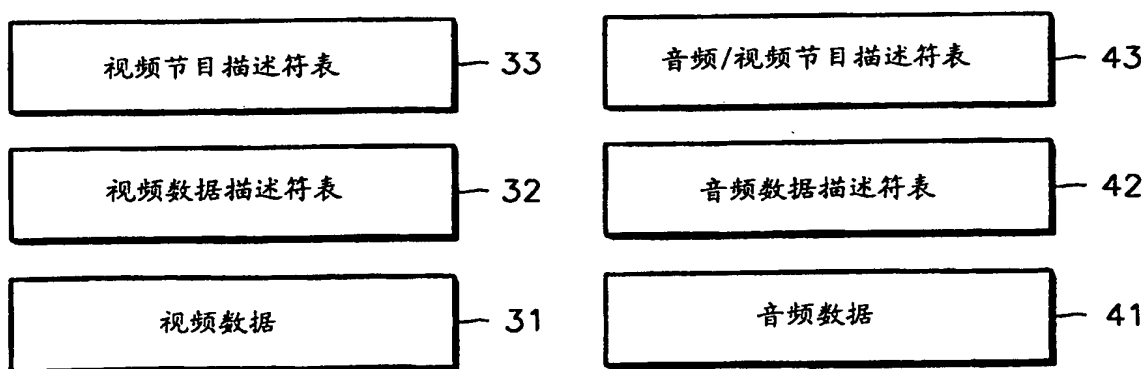 视频节目描述符表 33
音频/视频节目描述符表 43
视频数据描述符表 32
音频数据描述符表 42
视频数据 31
音频数据 41